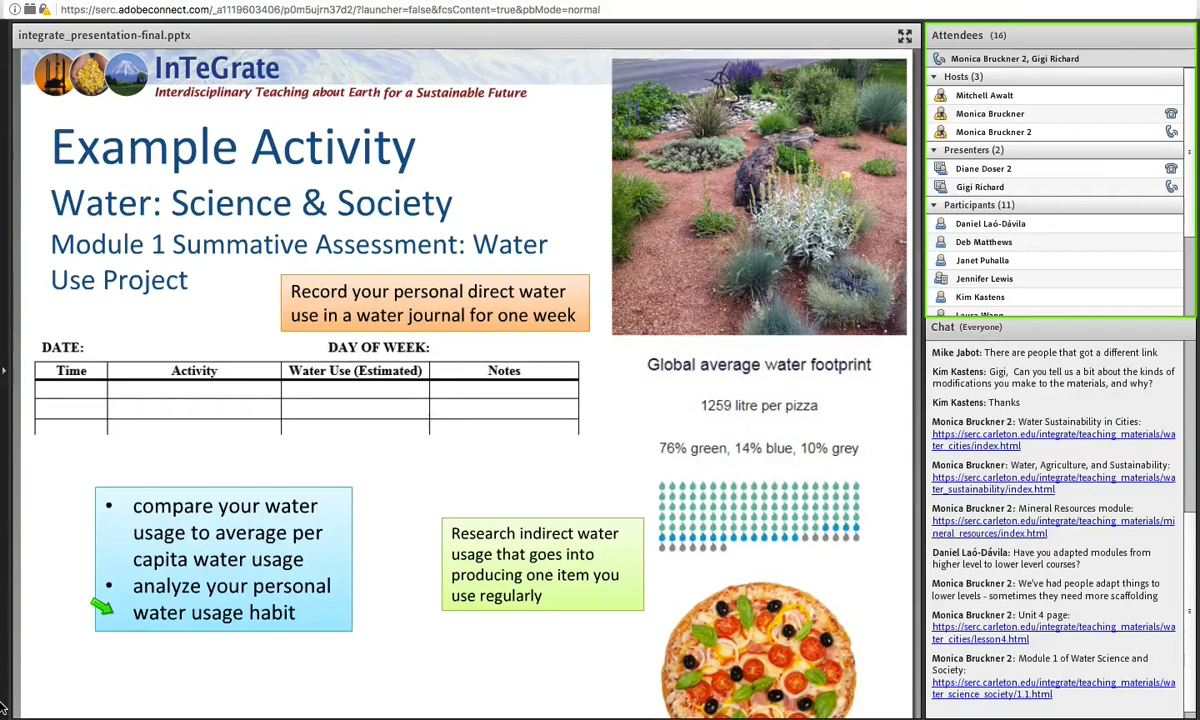 https://serc.adobeconnect.com/_a1119603406/p0m5ujrn37d2/?launcher=false&fcsContent=true&pbMode=normal
integrate_presentation-final.pptx
InTeGrate
Interdisciplinary Teaching about Earth for a Sustainable Future
Example Activity
Water: Science & Society
Module 1 Summative Assessment: Water
Use Project
Record your personal direct water
use in a water journal for one week
DATE: DAY OF WEEK:
Time Activity Water Use (Estimated) Notes
compare your water
usage to average per
capita water usage
analyze your personal
water usage habit
Research indirect water
usage that goes into
producing one item you
use regularly
Global average water footprint
1259 litre per pizza
76% green, 14% blue, 10% grey
Attendees (16)
Monica Bruckner 2, Gigi Richard
Hosts (3)
Mitchell Awalt
Monica Bruckner
Monica Bruckner 2
Presenters (2)
Diane Doser 2
Gigi Richard
Participants (11)
Daniel Laó-Dávila
Deb Matthews
Janet Puhalla
Jennifer Lewis
Kim Kastens
Laura Wang
Chat (Everyone)
Mike Jabot: There are people that got a different link
Kim Kastens: Gigi, Can you tell us a bit about the kinds of
modifications you make to the materials, and why?
Kim Kastens: Thanks
Monica Bruckner 2: Water Sustainability in Cities:
https://serc.carleton.edu/integrate/teaching_materials/wa
ter_cities/index.html
Monica Bruckner: Water, Agriculture, and Sustainability:
https://serc.carleton.edu/integrate/teaching_materials/wa
ter_sustainability/index.html
Monica Bruckner 2: Mineral Resources module:
https://serc.carleton.edu/integrate/teaching_materials/mi
neral_resources/index.html
Daniel Laó-Dávila: Have you adapted modules from
higher level to lower level courses?
Monica Bruckner 2: We've had people adapt things to
lower levels - sometimes they need more scaffolding
Monica Bruckner 2: Unit 4 page:
https://serc.carleton.edu/integrate/teaching_materials/wa
ter_cities/lesson4.html
Monica Bruckner 2: Module 1 of Water Science and
Society:
https://serc.carleton.edu/integrate/teaching_materials/wa
ter_science_society/1.1.html